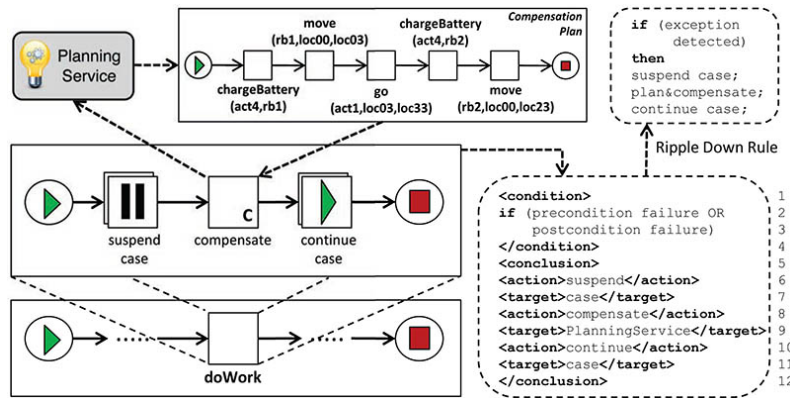 Planning
Service
move
(rb1,loc00,loc03)
chargeBattery
(act4,rb2)
Compensation
Plan
chargeBattery
(act4,rb1)
go
(act1,loc03,loc33)
move
(rb2,loc00,loc23)
if (exception
detected)
then
suspend case;
plan&compensate;
continue case;
Ripple Down Rule
C
suspend
case
compensate
continue
case
doWork
<condition> 1
if (precondition failure OR 2
postcondition failure) 3
</condition> 4
<conclusion> 5
<action>suspend</action> 6
<target>case</target> 7
<action>compensate</action> 8
<target>PlanningService</target> 9
<action>continue</action> 10
<target>case</target> 11
</conclusion> 12